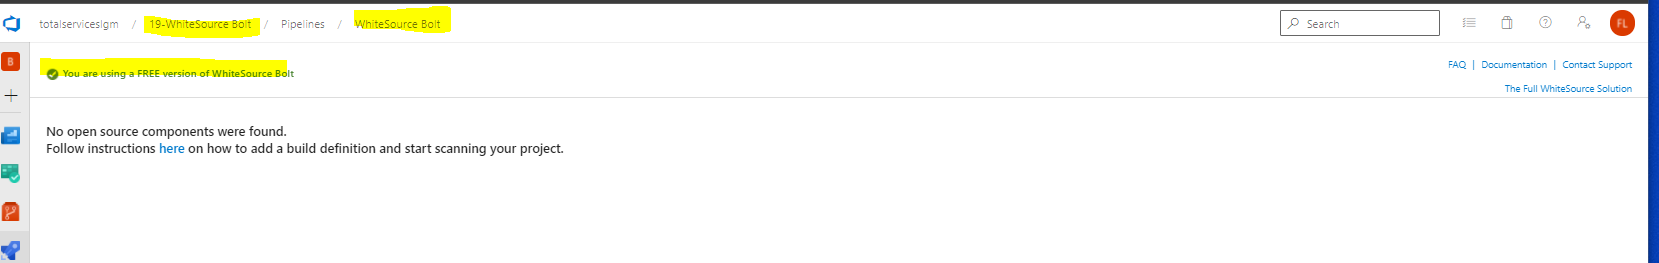 totalserviceslgm / 19-WhiteSource Bolt / Pipelines / WhiteSource Bolt
Search
FL
B
You are using a FREE version of WhiteSource Bolt
FAQ | Documentation | Contact Support
The Full WhiteSource Solution
No open source components were found.
Follow instructions here on how to add a build definition and start scanning your project.